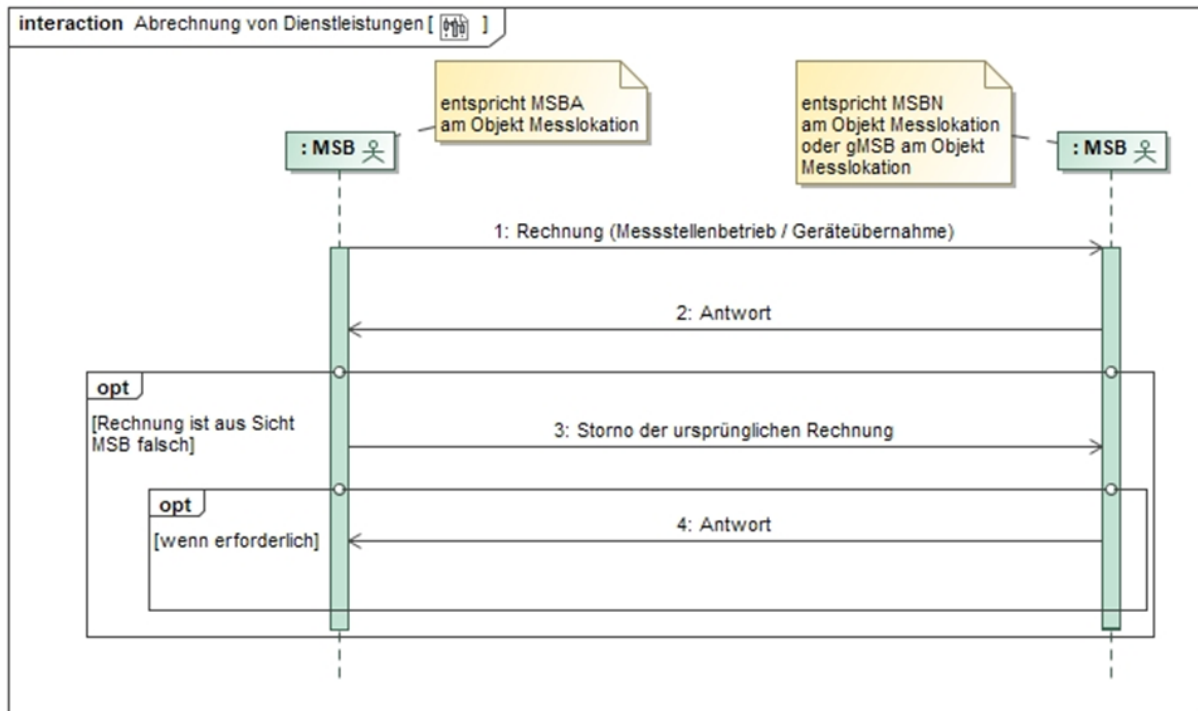 interaction Abrechnung von Dienstleistungen [ ]
entspricht MSBA
am Objekt Messlokation
entspricht MSBN
am Objekt Messlokation
oder gMSB am Objekt
Messlokation
: MSB
: MSB
1: Rechnung (Messstellenbetrieb / Geräteübernahme)
2: Antwort
opt
[Rechnung ist aus Sicht
MSB falsch]
3: Storno der ursprünglichen Rechnung
opt
[wenn erforderlich]
4: Antwort